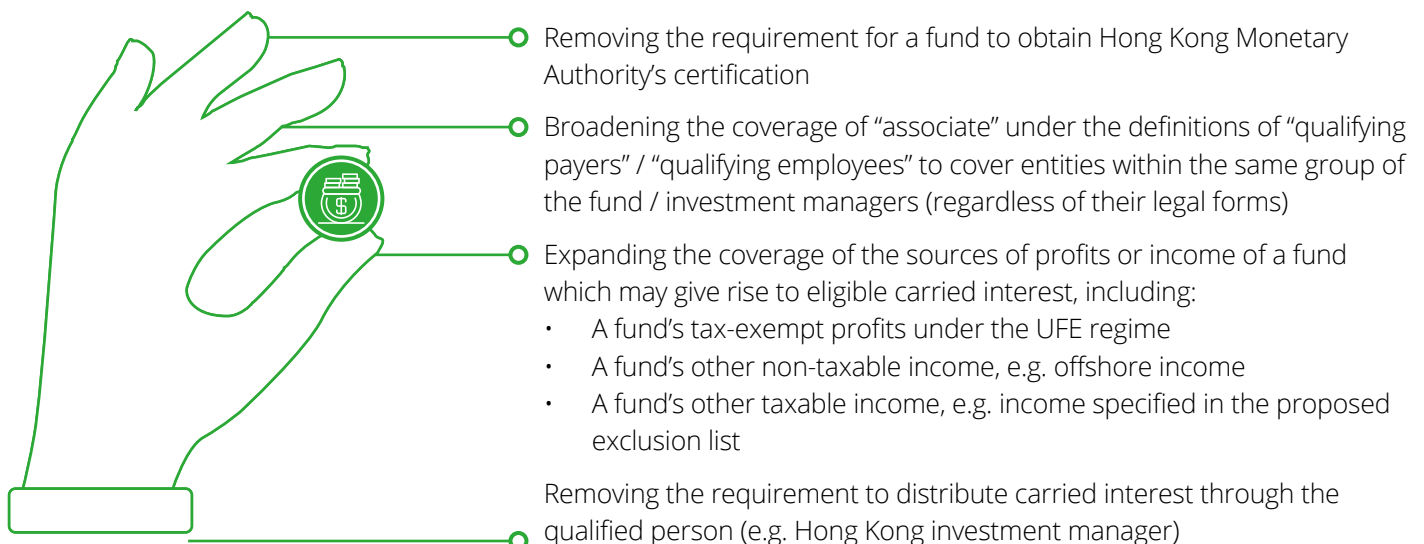 Removing the requirement for a fund to obtain Hong Kong Monetary
Authority’s certification
Broadening the coverage of “associate” under the definitions of “qualifying
payers” / “qualifying employees” to cover entities within the same group of
the fund / investment managers (regardless of their legal forms)
Expanding the coverage of the sources of profits or income of a fund
which may give rise to eligible carried interest, including:
• A fund’s tax-exempt profits under the UFE regime
• A fund’s other non-taxable income, e.g. offshore income
• A fund’s other taxable income, e.g. income specified in the proposed
exclusion list
Removing the requirement to distribute carried interest through the
qualified person (e.g. Hong Kong investment manager)
$